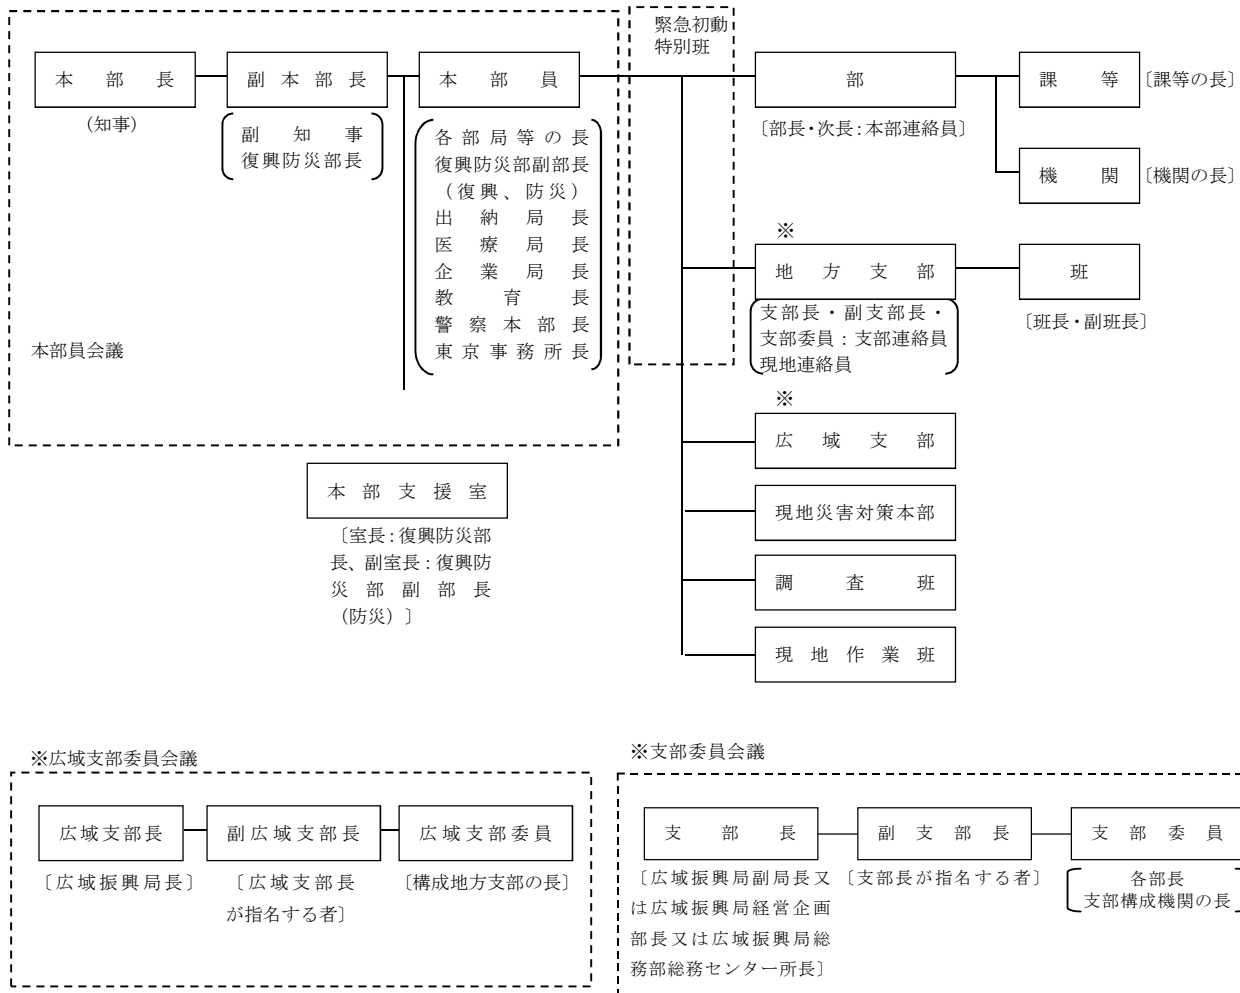 緊急初動
特別班
本部長
副本部長
本部員
部
課等
〔課等の長〕
(知事)
副知事
復興防災部長
各部局等の長
復興防災部副部長
（復興、防災）
出納局長
医療局長
企業局長
教育長
警察本部長
東京事務所長
〔部長・次長：本部連絡員〕
機関
〔機関の長〕
※
地方支部
班
支部長・副支部長・
支部委員：支部連絡員
現地連絡員
〔班長・副班長〕
本部員会議
※
広域支部
本部支援室
〔室長：復興防災部
長、副室長：復興防
災部副部長
（防災）〕
現地災害対策本部
調査班
現地作業班
※広域支部委員会議
広域支部長
副広域支部長
広域支部委員
〔広域振興局長〕
〔広域支部長
が指名する者〕
〔構成地方支部の長〕
※支部委員会議
支部長
副支部長
支部委員
〔広域振興局副局長又
は広域振興局経営企画
部長又は広域振興局総
務部総務センター所長〕
〔支部長が指名する者〕
各部長
支部構成機関の長